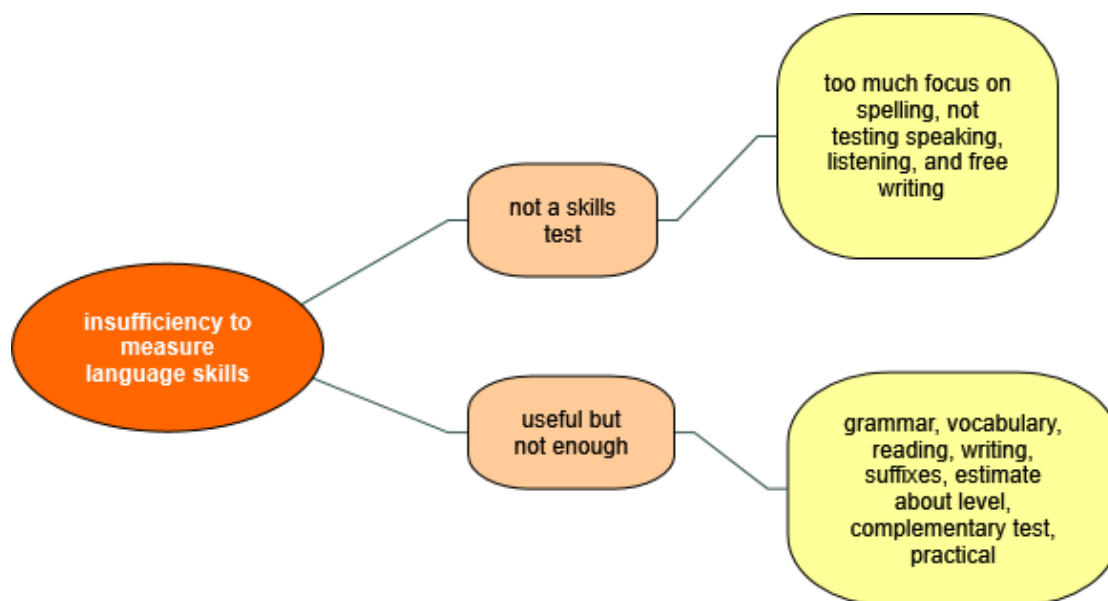 insufficiency to
measure
language skills
not a skills
test
too much focus on
spelling, not
testing speaking,
listening, and free
writing
useful but
not enough
grammar, vocabulary,
reading, writing,
suffixes, estimate
about level,
complementary test,
practical